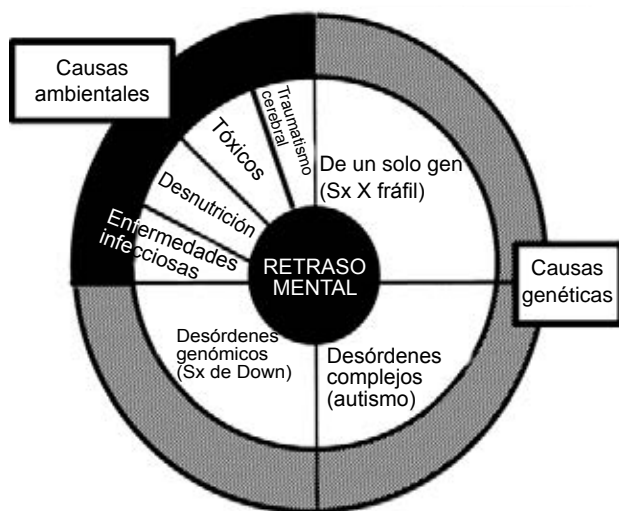 Causas
ambientales
Traumatismo
cerebral
Tóxicos
Desnutrición
Enfermedades
infecciosas
De un solo gen
(Sx X fráfil)
RETRASO
MENTAL
Causas
genéticas
Desórdenes
genómicos
(Sx de Down)
Desórdenes
complejos
(autismo)